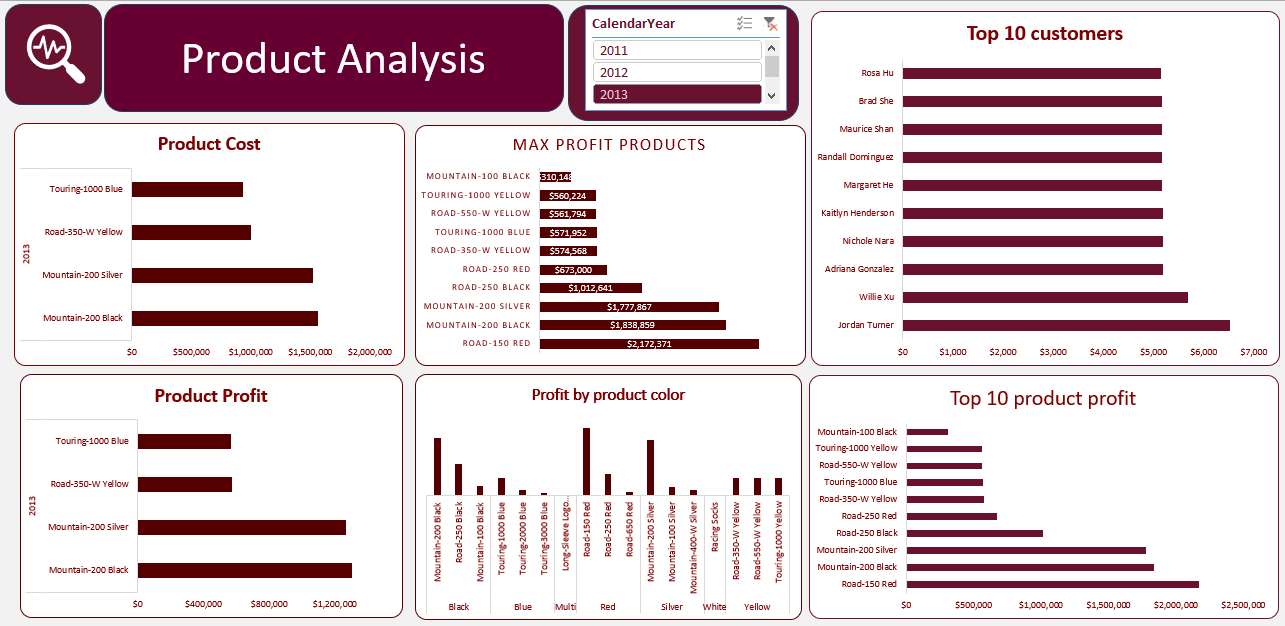 Product Analysis
CalendarYear
2011
2012
2013
Product Cost
2013
Touring-1000 Blue
Road-350-W Yellow
Mountain-200 Silver
Mountain-200 Black
$0 $500,000 $1,000,000 $1,500,000 $2,000,000
MAX PROFIT PRODUCTS
MOUNTAIN-100 BLACK $310,148
TOURING-1000 YELLOW $560,224
ROAD-550-W YELLOW $561,794
TOURING-1000 BLUE $571,952
ROAD-350-W YELLOW $574,568
ROAD-250 RED $673,000
ROAD-250 BLACK $1,012,641
MOUNTAIN-200 SILVER $1,777,867
MOUNTAIN-200 BLACK $1,838,859
ROAD-150 RED $2,172,371
Top 10 customers
Rosa Hu
Brad She
Maurice Shan
Randall Dominguez
Margaret He
Kaitlyn Henderson
Nichole Nara
Adriana Gonzalez
Willie Xu
Jordan Turner
$0 $1,000 $2,000 $3,000 $4,000 $5,000 $6,000 $7,000
Product Profit
2013
Touring-1000 Blue
Road-350-W Yellow
Mountain-200 Silver
Mountain-200 Black
$0 $400,000 $800,000 $1,200,000
Profit by product color
Mountain-200 Black
Road-250 Black
Mountain-100 Black
Touring-1000 Blue
Touring-2000 Blue
Touring-3000 Blue
Long-Sleeve Logo...
Road-150 Red
Road-250 Red
Road-650 Red
Mountain-200 Silver
Mountain-100 Silver
Mountain-400-W Silver
Racing Socks
Road-350-W Yellow
Road-550-W Yellow
Touring-1000 Yellow
Black Blue Multi Red Silver White Yellow
Top 10 product profit
Mountain-100 Black
Touring-1000 Yellow
Road-550-W Yellow
Touring-1000 Blue
Road-350-W Yellow
Road-250 Red
Road-250 Black
Mountain-200 Silver
Mountain-200 Black
Road-150 Red
$0 $500,000 $1,000,000 $1,500,000 $2,000,000 $2,500,000